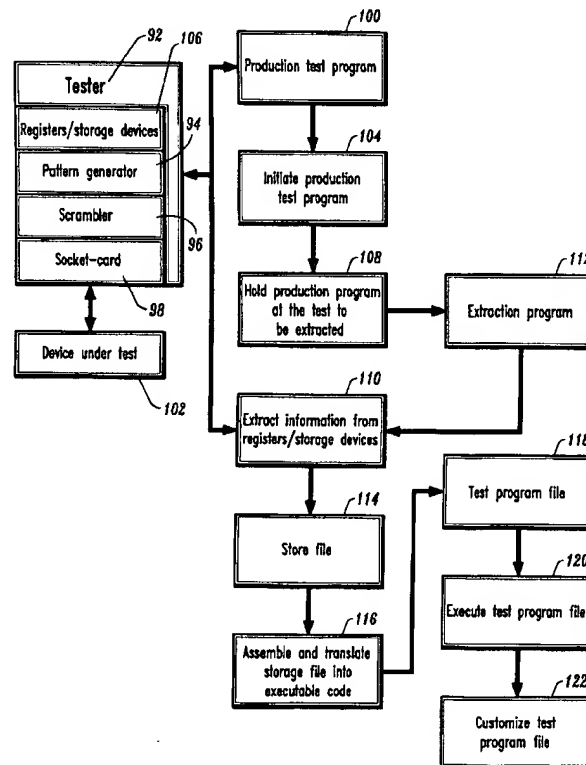 92
106
Tester
Registers/storage devices
94
Pattern generator
Scrambler
96
Socket-card
98
Device under test
102
100
Production test program
104
Initiate production
test program
108
Hold production program
at the test to
be extracted
112
Extraction program
110
Extract information from
registers/storage devices
114
Store file
116
Assemble and translate
storage file into
executable code
118
Test program file
120
Execute test program file
122
Customize test
program file